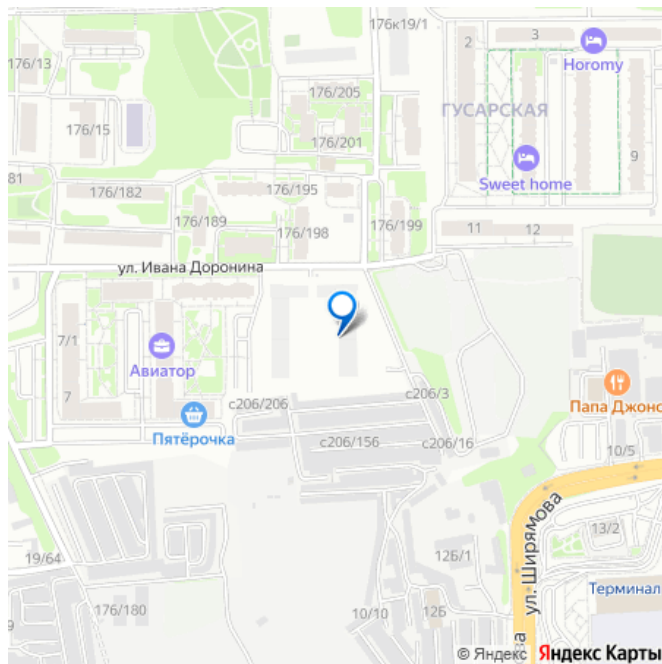 176к19/1
2
3
Horomy
176/13
176/205
ГУСАРСКАЯ
176/15
176/201
9
Sweet home
81
176/182
176/195
176/189
176/199
176/198
11
12
ул. Ивана Доронина
7/1
Авиатор
7
с206/206
с206/3
Папа Джонс
Пятёрочка
с206/156
с206/16
10/5
ул. Ширямова
13/2
19/64
12Б/1
Терминал
176/180
10/10
12Б
ва
© Яндекс Яндекс Карты